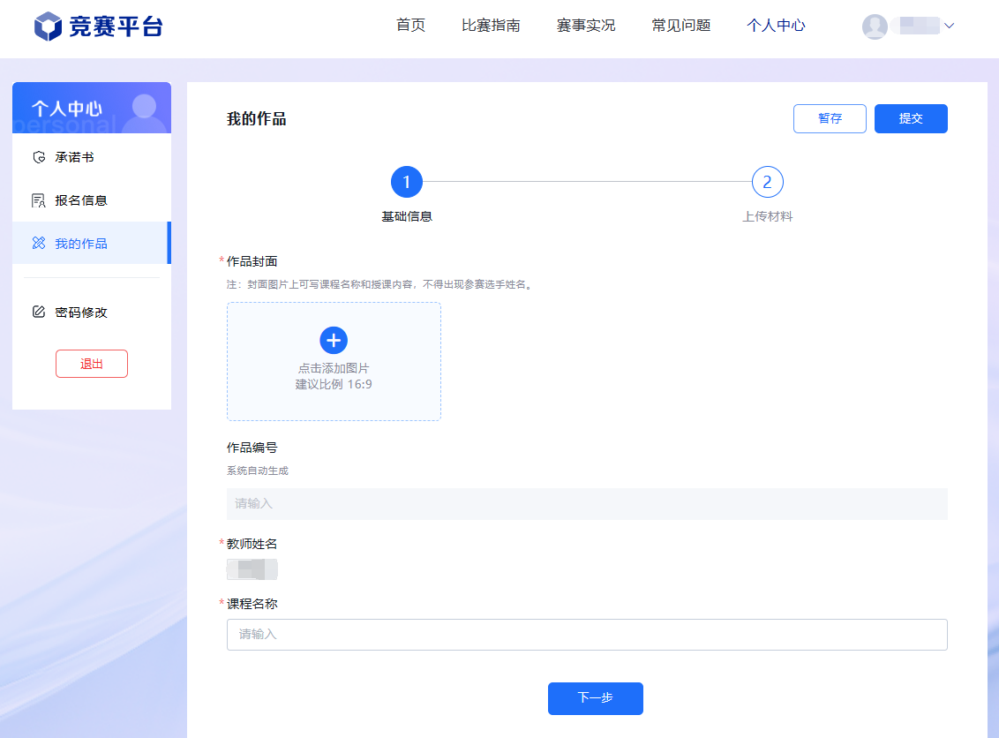 竞赛平台
首页 比赛指南 赛事实况 常见问题 个人中心
个人中心
personal
承诺书
报名信息
我的作品
密码修改
退出
我的作品
暂存 提交
1 2
基础信息 上传材料
*作品封面
注：封面图片上可写课程名称和授课内容，不得出现参赛选手姓名。
点击添加图片
建议比例 16:9
作品编号
系统自动生成
请输入
*教师姓名
*课程名称
请输入
下一步